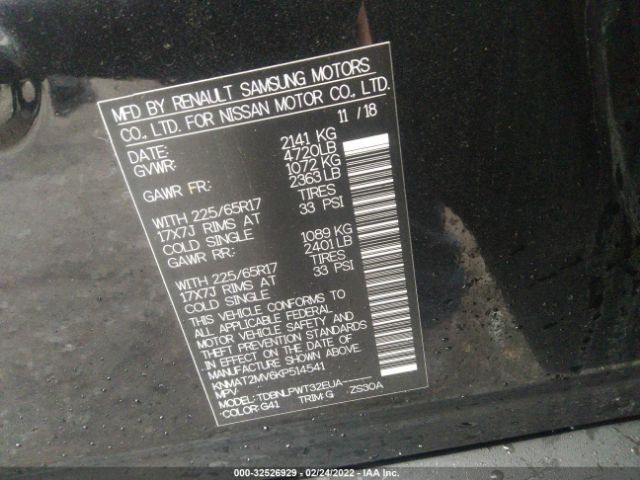 MFD BY RENAULT SAMSUNG MOTORS
CO., LTD. FOR NISSAN MOTOR CO., LTD.
DATE: 11 / 18
GVWR: 2141 KG
4720LB
GAWR FR: 1072 KG
2363 LB
WITH 225/65R17 TIRES
17X7J RIMS AT 33 PSI
COLD SINGLE
GAWR RR: 1089 KG
2401 LB
WITH 225/65R17 TIRES
17X7J RIMS AT 33 PSI
COLD SINGLE
THIS VEHICLE CONFORMS TO
ALL APPLICABLE FEDERAL
MOTOR VEHICLE SAFETY AND
THEFT PREVENTION STANDARDS
IN EFFECT ON THE DATE OF
MANUFACTURE SHOWN ABOVE.
KNMAT2MV6KP514541
MPV
MODEL: TDBNLPWT32EUA-----
COLOR: G41 TRIM: G ZS30A
000-32526929 - 02/24/2022 - IAA Inc.